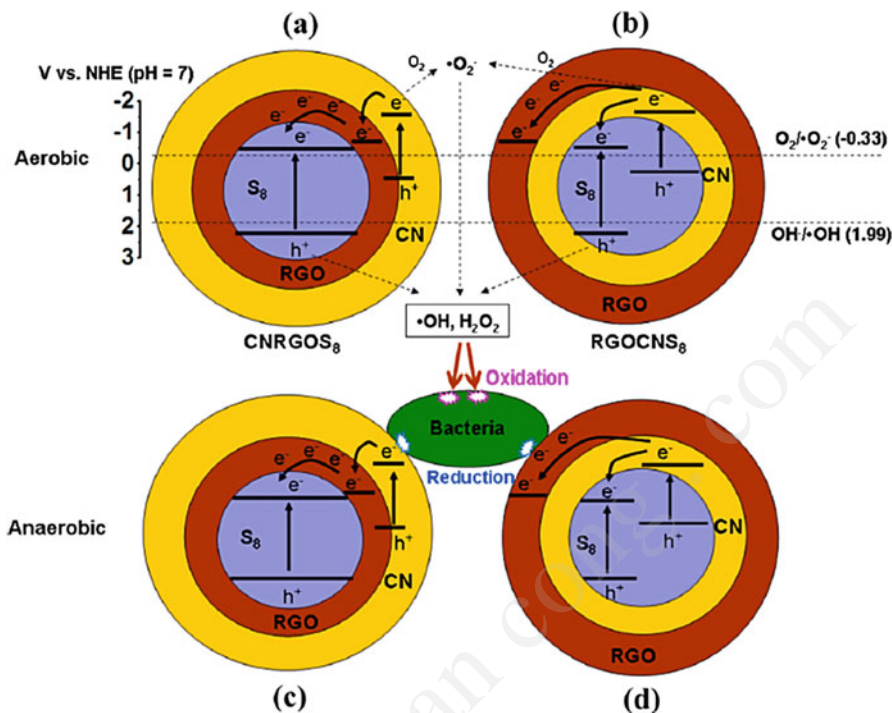 (a)
(b)
V vs. NHE (pH = 7)
O₂
•O₂⁻
O₂
-2
-1
0
1
2
3
Aerobic
e⁻ e⁻ e⁻ e⁻
e⁻ e⁻
S₈
h⁺
h⁺
RGO
CN
CNRGOS₈
e⁻ e⁻ e⁻
e⁻ e⁻
S₈
h⁺
h⁺
CN
RGO
RGOCNS₈
O₂/•O₂⁻ (-0.33)
OH⁻/•OH (1.99)
•OH, H₂O₂
Oxidation
Bacteria
Reduction
Anaerobic
e⁻ e⁻ e⁻ e⁻
e⁻ e⁻
S₈
h⁺
h⁺
CN
RGO
e⁻ e⁻ e⁻
e⁻ e⁻
S₈
h⁺
h⁺
CN
RGO
(c)
(d)